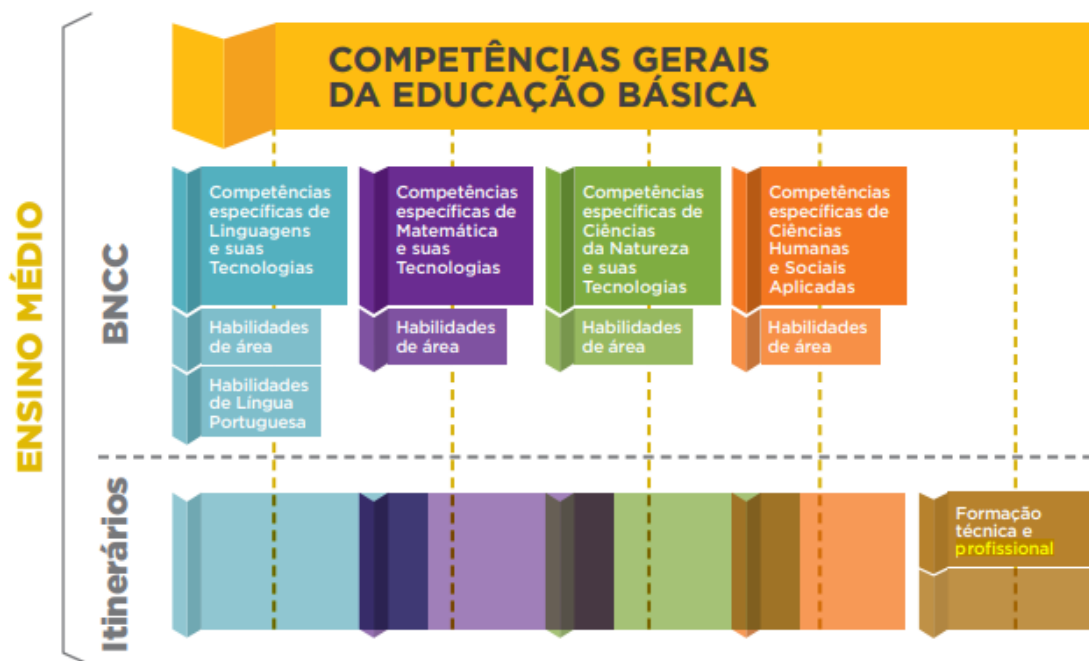 ENSINO MÉDIO
BNCC
COMPETÊNCIAS GERAIS
DA EDUCAÇÃO BÁSICA
Competências
específicas de
Linguagens
e suas
Tecnologias
Habilidades
de área
Habilidades
de Língua
Portuguesa
Competências
específicas de
Matemática
e suas
Tecnologias
Habilidades
de área
Competências
específicas de
Ciências
da Natureza
e suas
Tecnologias
Habilidades
de área
Competências
específicas de
Ciências
Humanas
e Sociais
Aplicadas
Habilidades
de área
Itinerários
Formação
técnica e
profissional